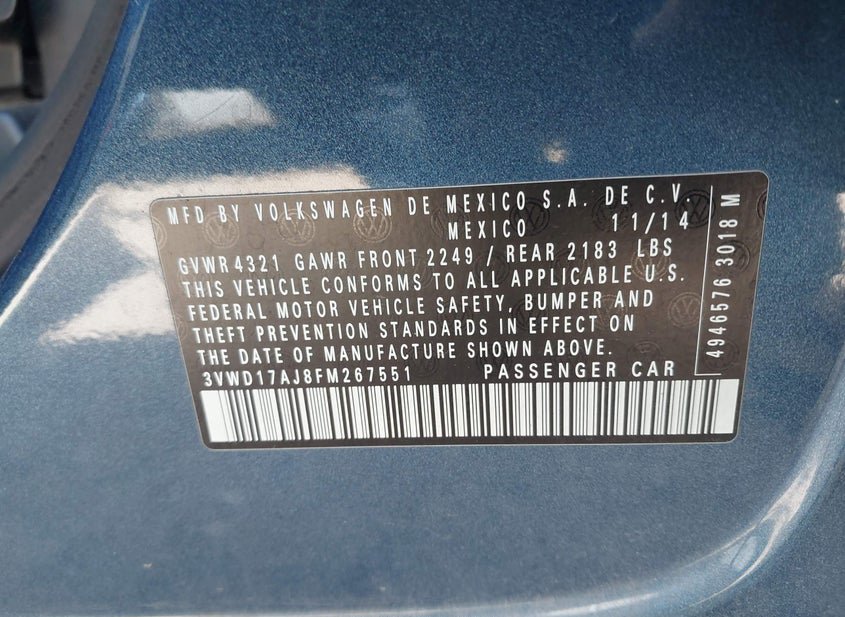 MFD BY VOLKSWAGEN DE MEXICO S.A. DE C.V
MEXICO 11/14
GVWR 4321 GAWR FRONT 2249 / REAR 2183 LBS
THIS VEHICLE CONFORMS TO ALL APPLICABLE U.S.
FEDERAL MOTOR VEHICLE SAFETY, BUMPER AND
THEFT PREVENTION STANDARDS IN EFFECT ON
THE DATE OF MANUFACTURE SHOWN ABOVE.
3VWD17AJ8FM267551 PASSENGER CAR
4946576 3018 M